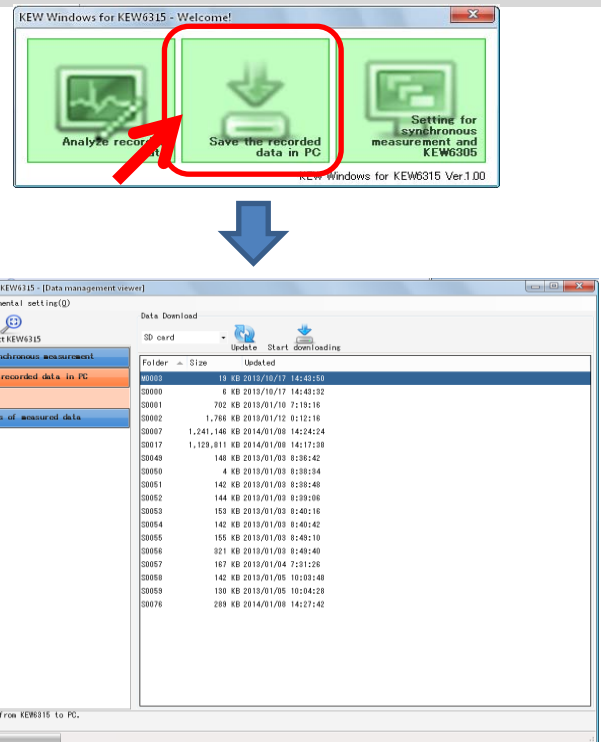 KEW Windows for KEW6315 - Welcome!
Analyze recor
Save the recorded
data in PC
Setting for
synchronous
measurement and
KEW6305
KEW Windows for KEW6315 Ver.1.00
KEW6315 - [Data management viewer]
mental setting(O)
ct KEW6315
nchronous measurement
recorded data in PC
s of measured data
Data Download
SD card
Update Start downloading
Folder Size Updated
M0003 19 KB 2013/10/17 14:43:50
S0000 6 KB 2013/10/17 14:43:32
S0001 702 KB 2013/01/10 7:19:16
S0002 1,766 KB 2013/01/12 0:12:16
S0007 1,241,146 KB 2014/01/08 14:24:24
S0017 1,129,811 KB 2014/01/08 14:17:38
S0049 148 KB 2013/01/03 8:36:42
S0050 4 KB 2013/01/03 8:38:34
S0051 142 KB 2013/01/03 8:38:48
S0052 144 KB 2013/01/03 8:39:06
S0053 153 KB 2013/01/03 8:40:16
S0054 142 KB 2013/01/03 8:40:42
S0055 155 KB 2013/01/03 8:49:10
S0056 321 KB 2013/01/03 8:49:40
S0057 167 KB 2013/01/04 7:31:26
S0058 142 KB 2013/01/05 10:03:48
S0059 130 KB 2013/01/05 10:04:28
S0076 289 KB 2014/01/08 14:27:42
from KEW6315 to PC.